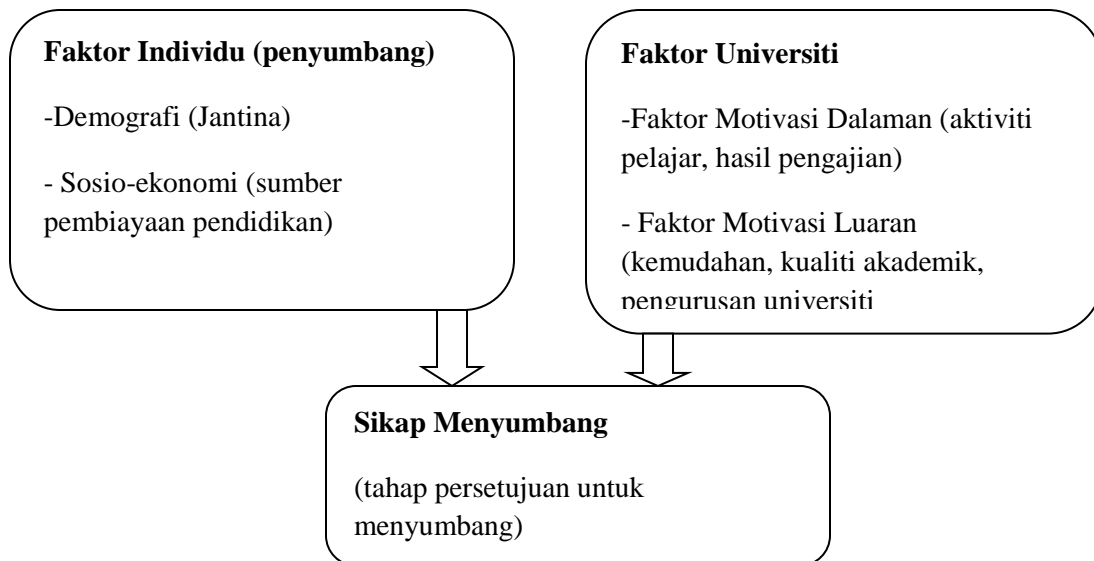 Faktor Individu (penyumbang)
-Demografi (Jantina)
- Sosio-ekonomi (sumber
pembiayaan pendidikan)
Faktor Universiti
-Faktor Motivasi Dalaman (aktiviti
pelajar, hasil pengajian)
- Faktor Motivasi Luaran
(kemudahan, kualiti akademik,
pengurusan universiti
Sikap Menyumbang
(tahap persetujuan untuk
menyumbang)